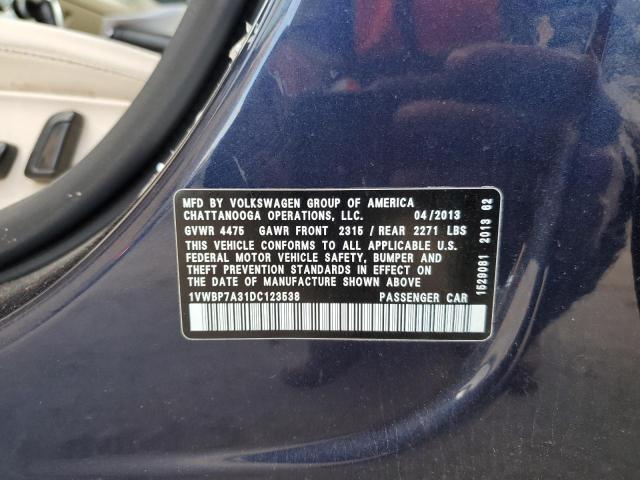 MFD BY VOLKSWAGEN GROUP OF AMERICA
CHATTANOOGA OPERATIONS, LLC. 04/2013
GVWR 4475 GAWR FRONT 2315 / REAR 2271 LBS
THIS VEHICLE CONFORMS TO ALL APPLICABLE U.S.
FEDERAL MOTOR VEHICLE SAFETY, BUMPER AND
THEFT PREVENTION STANDARDS IN EFFECT ON
THE DATE OF MANUFACTURE SHOWN ABOVE.
1VWBP7A31DC123538 PASSENGER CAR
1529081 2013 62